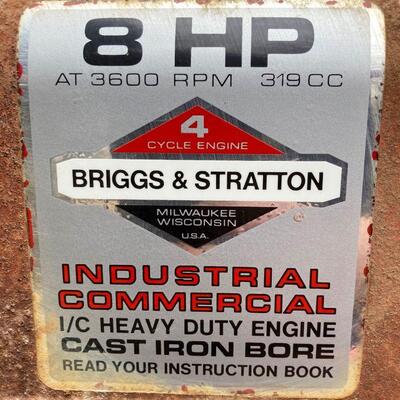 8 HP
AT 3600 RPM 319 CC
4
CYCLE ENGINE
BRIGGS & STRATTON
MILWAUKEE
WISCONSIN
U.S.A.
INDUSTRIAL
COMMERCIAL
I/C HEAVY DUTY ENGINE
CAST IRON BORE
READ YOUR INSTRUCTION BOOK